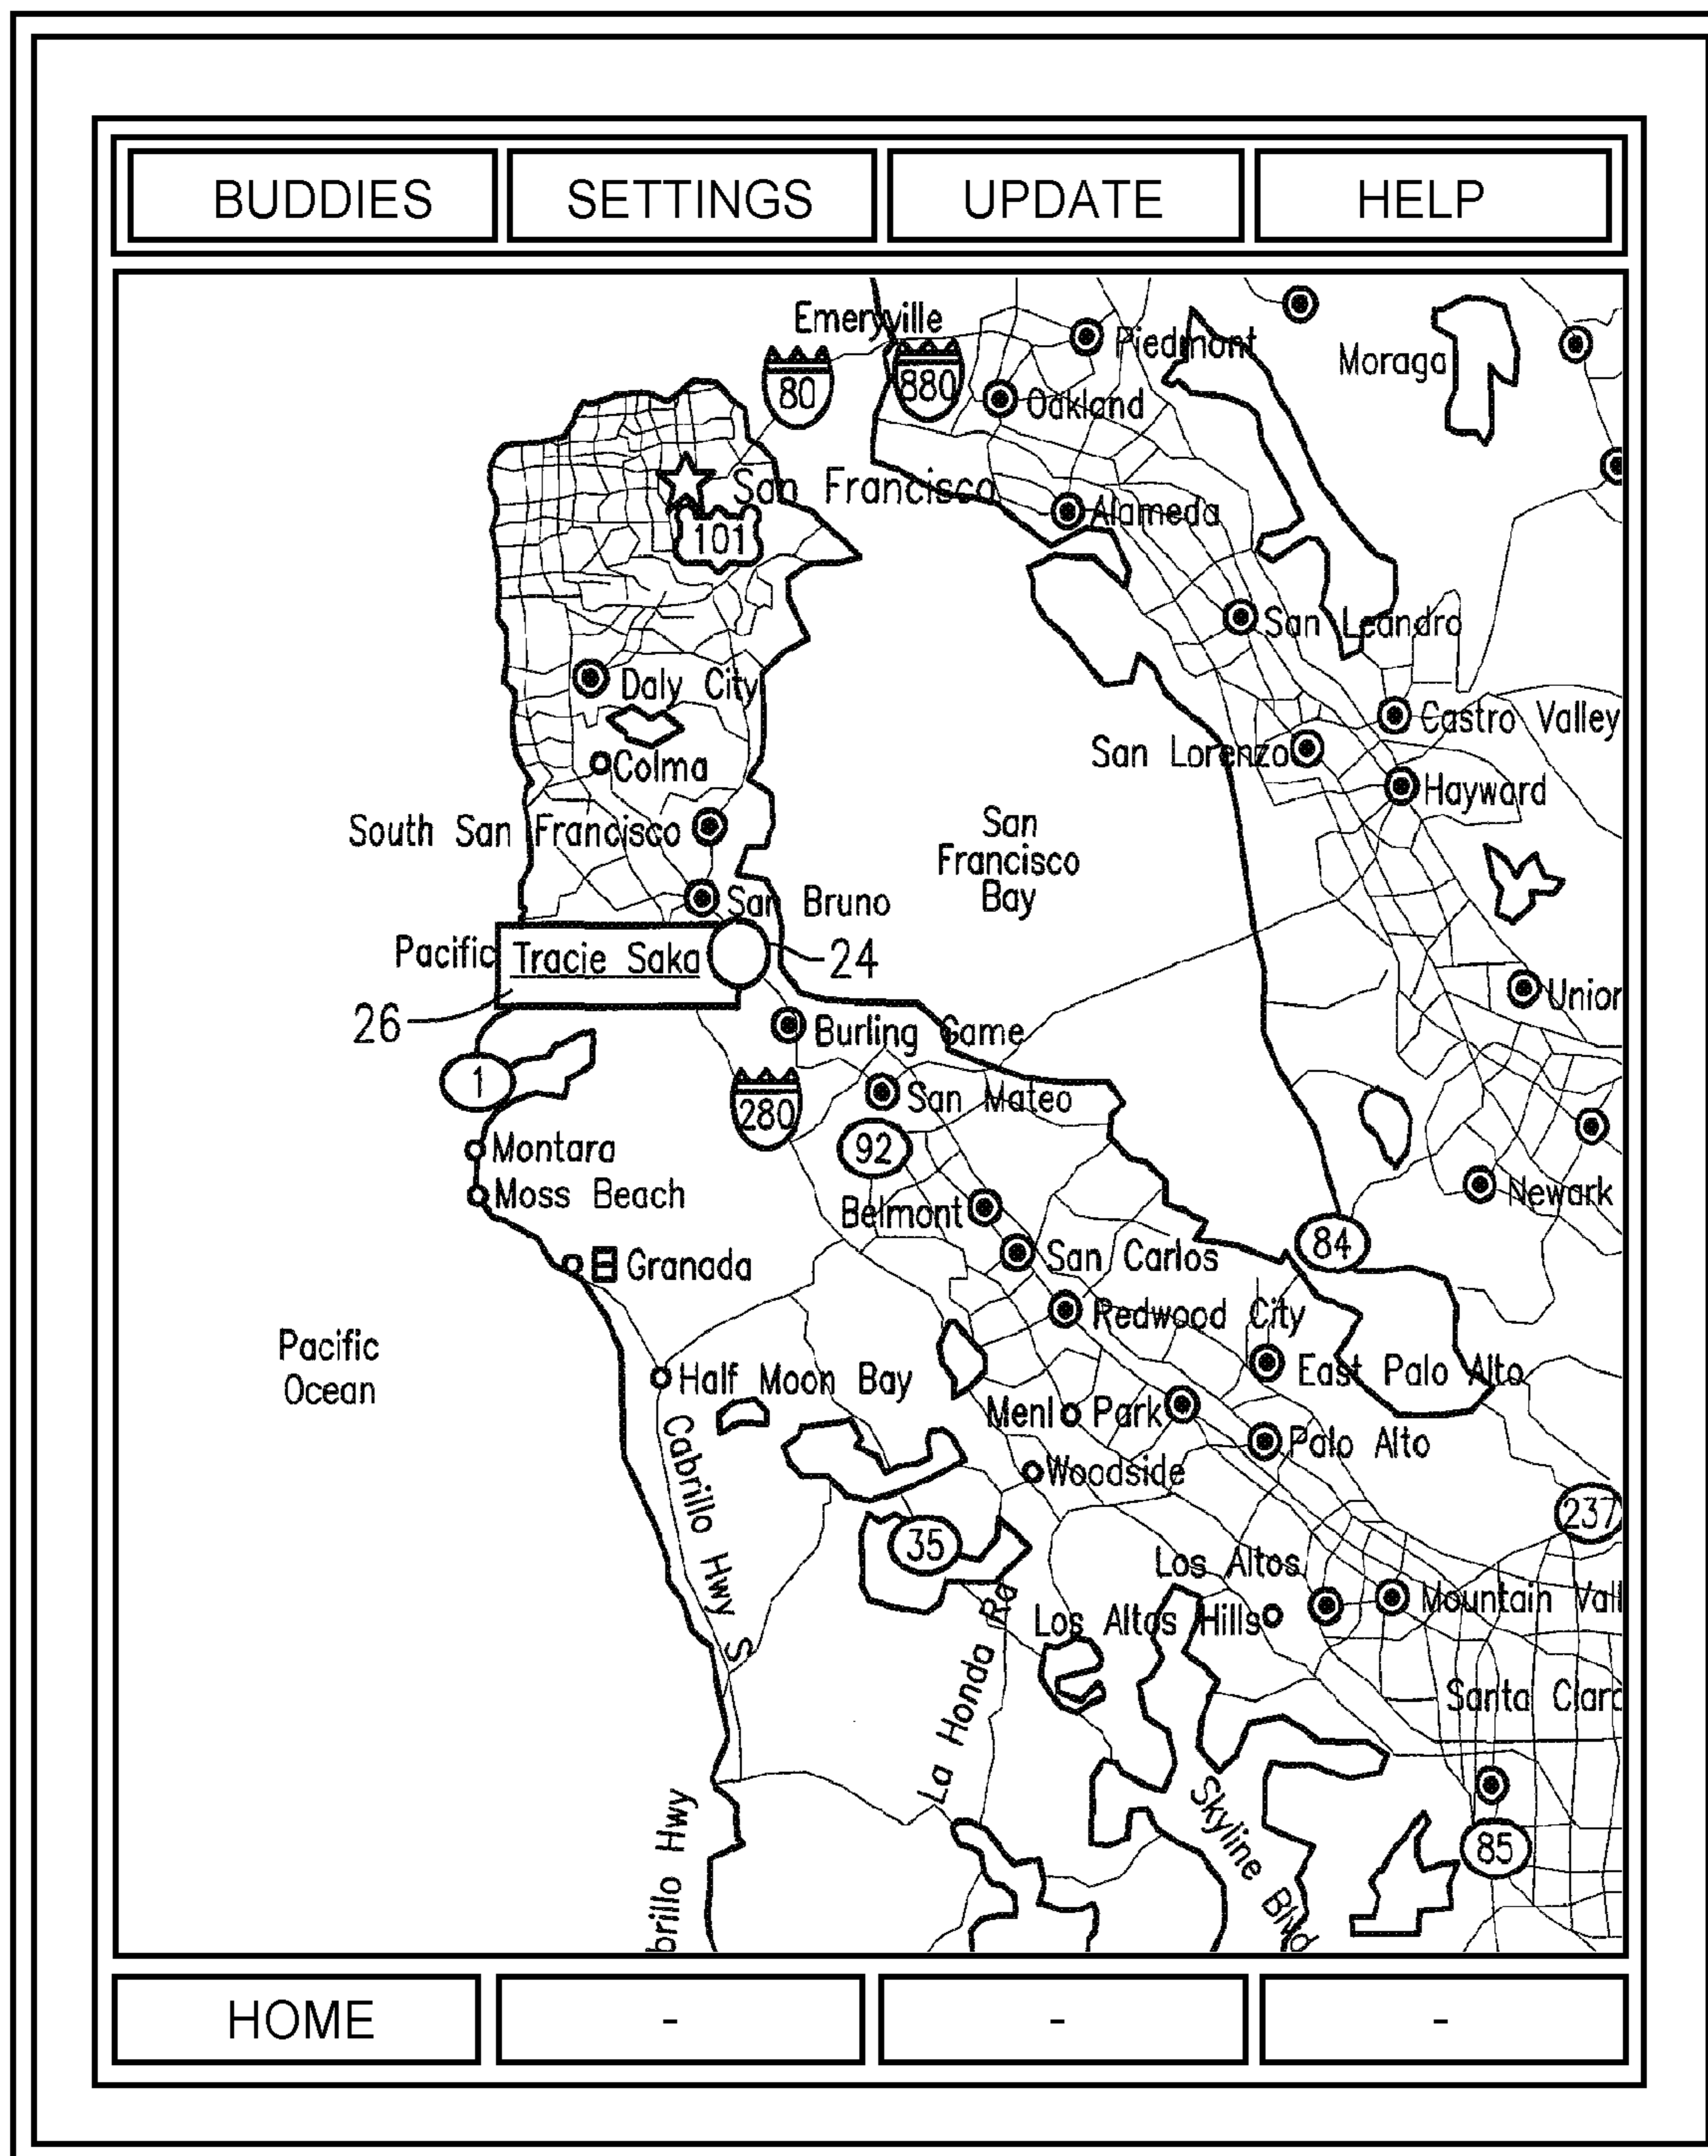 BUDDIES
SETTINGS
UPDATE
HELP
Emeryville
80
880
Piedmont
Moraga
Oakland
San Francisco
101
Alameda
San Leandro
Daly City
Castro Valley
San Lorenzo
Colma
Hayward
South San Francisco
San
Francisco
Bay
San Bruno
Pacific
Tracie Saka
24
Union
26
Burling Game
1
280
San Mateo
92
Montara
Moss Beach
Belmont
Newark
84
San Carlos
Granada
Redwood City
Pacific
Ocean
East Palo Alto
Half Moon Bay
Menl Park
Palo Alto
Woodside
Cabrillo Hwy S
237
35
Los Altos
Mountain Vall
Los Altos Hills
La Honda Rd
Santa Clara
Skyline Blvd
85
brillo Hwy
HOME
-
-
-